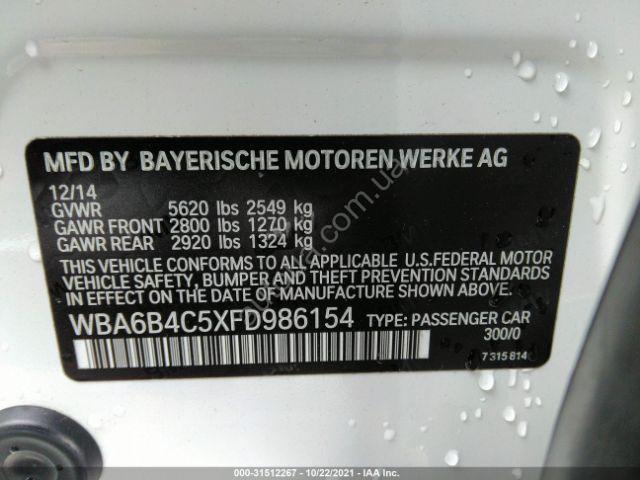 MFD BY BAYERISCHE MOTOREN WERKE AG
12/14
GVWR 5620 lbs 2549 kg
GAWR FRONT 2800 lbs 1270 kg
GAWR REAR 2920 lbs 1324 kg
THIS VEHICLE CONFORMS TO ALL APPLICABLE U.S.FEDERAL MOTOR
VEHICLE SAFETY, BUMPER AND THEFT PREVENTION STANDARDS
IN EFFECT ON THE DATE OF MANUFACTURE SHOWN ABOVE.
WBA6B4C5XFD986154 TYPE: PASSENGER CAR
300/0
7 315 814
000-31512267 - 10/22/2021 - IAA Inc.